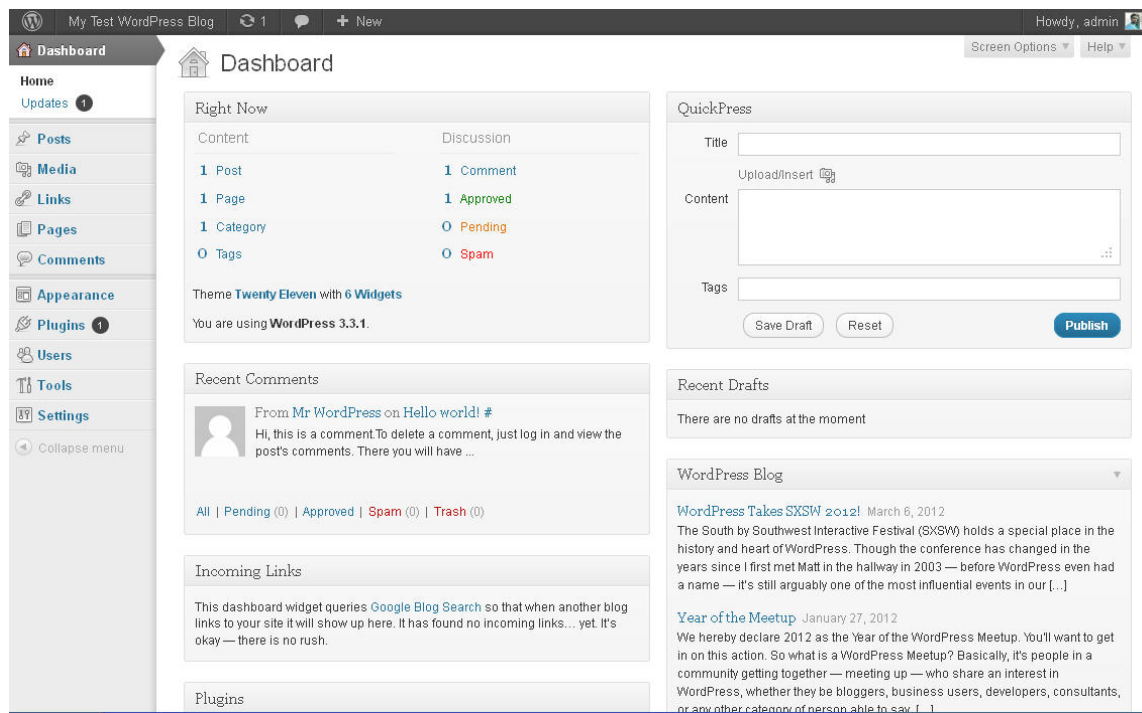 My Test WordPress Blog 1 + New Howdy, admin
Screen Options Help
Dashboard
Home
Updates 1
Posts
Media
Links
Pages
Comments
Appearance
Plugins 1
Users
Tools
Settings
Collapse menu
Dashboard
Right Now
Content Discussion
1 Post 1 Comment
1 Page 1 Approved
1 Category 0 Pending
0 Tags 0 Spam
Theme Twenty Eleven with 6 Widgets
You are using WordPress 3.3.1.
Recent Comments
From Mr WordPress on Hello world! #
Hi, this is a comment.To delete a comment, just log in and view the
post's comments. There you will have ...
All | Pending (0) | Approved | Spam (0) | Trash (0)
Incoming Links
This dashboard widget queries Google Blog Search so that when another blog
links to your site it will show up here. It has found no incoming links… yet. It's
okay — there is no rush.
Plugins
QuickPress
Title
Upload/Insert
Content
Tags
Save Draft Reset Publish
Recent Drafts
There are no drafts at the moment
WordPress Blog
WordPress Takes SXSW 2012! March 6, 2012
The South by Southwest Interactive Festival (SXSW) holds a special place in the
history and heart of WordPress. Though the conference has changed in the
years since I first met Matt in the hallway in 2003 — before WordPress even had
a name — it's still arguably one of the most influential events in our […]
Year of the Meetup January 27, 2012
We hereby declare 2012 as the Year of the WordPress Meetup. You'll want to get
in on this action. So what is a WordPress Meetup? Basically, it's people in a
community getting together — meeting up — who share an interest in
WordPress, whether they be bloggers, business users, developers, consultants,
or any other category of person able to say, […]